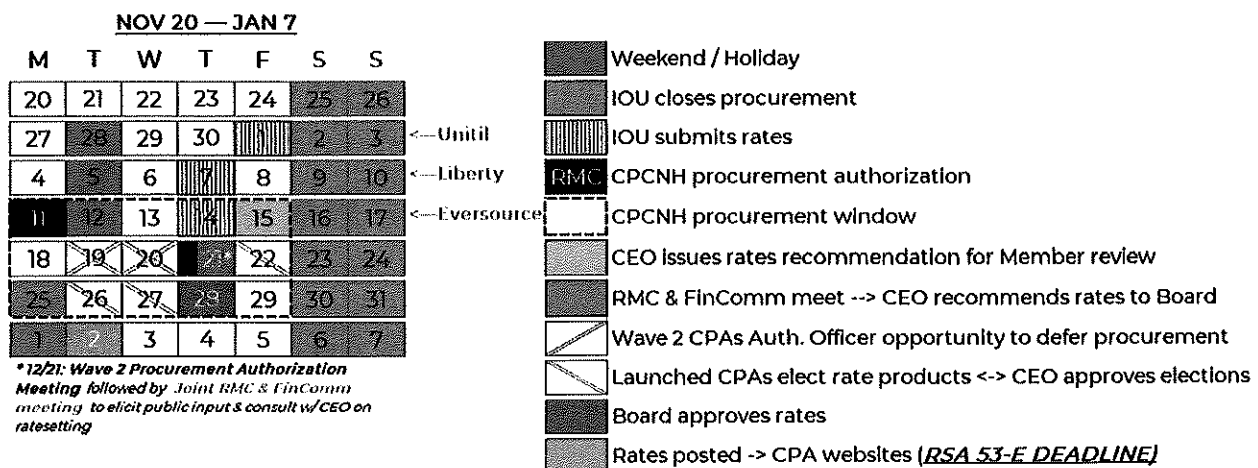 NOV 20 — JAN 7
M T W T F S S
20 21 22 23 24 25 26
27 28 29 30 1 2 3 <---Unitil
4 5 6 7 8 9 10 <---Liberty
11 12 13 14 15 16 17 <---Eversource
18 19 20 21* 22 23 24
25 26 27 28 29 30 31
1 2 3 4 5 6 7
*12/21: Wave 2 Procurement Authorization
Meeting followed by Joint RMC & FinComm
meeting to elicit public input & consult w/CEO on
ratesetting
Weekend / Holiday
IOU closes procurement
IOU submits rates
RMC CPCNH procurement authorization
CPCNH procurement window
CEO issues rates recommendation for Member review
RMC & FinComm meet --> CEO recommends rates to Board
Wave 2 CPAs Auth. Officer opportunity to defer procurement
Launched CPAs elect rate products <-> CEO approves elections
Board approves rates
Rates posted -> CPA websites (RSA 53-E DEADLINE)